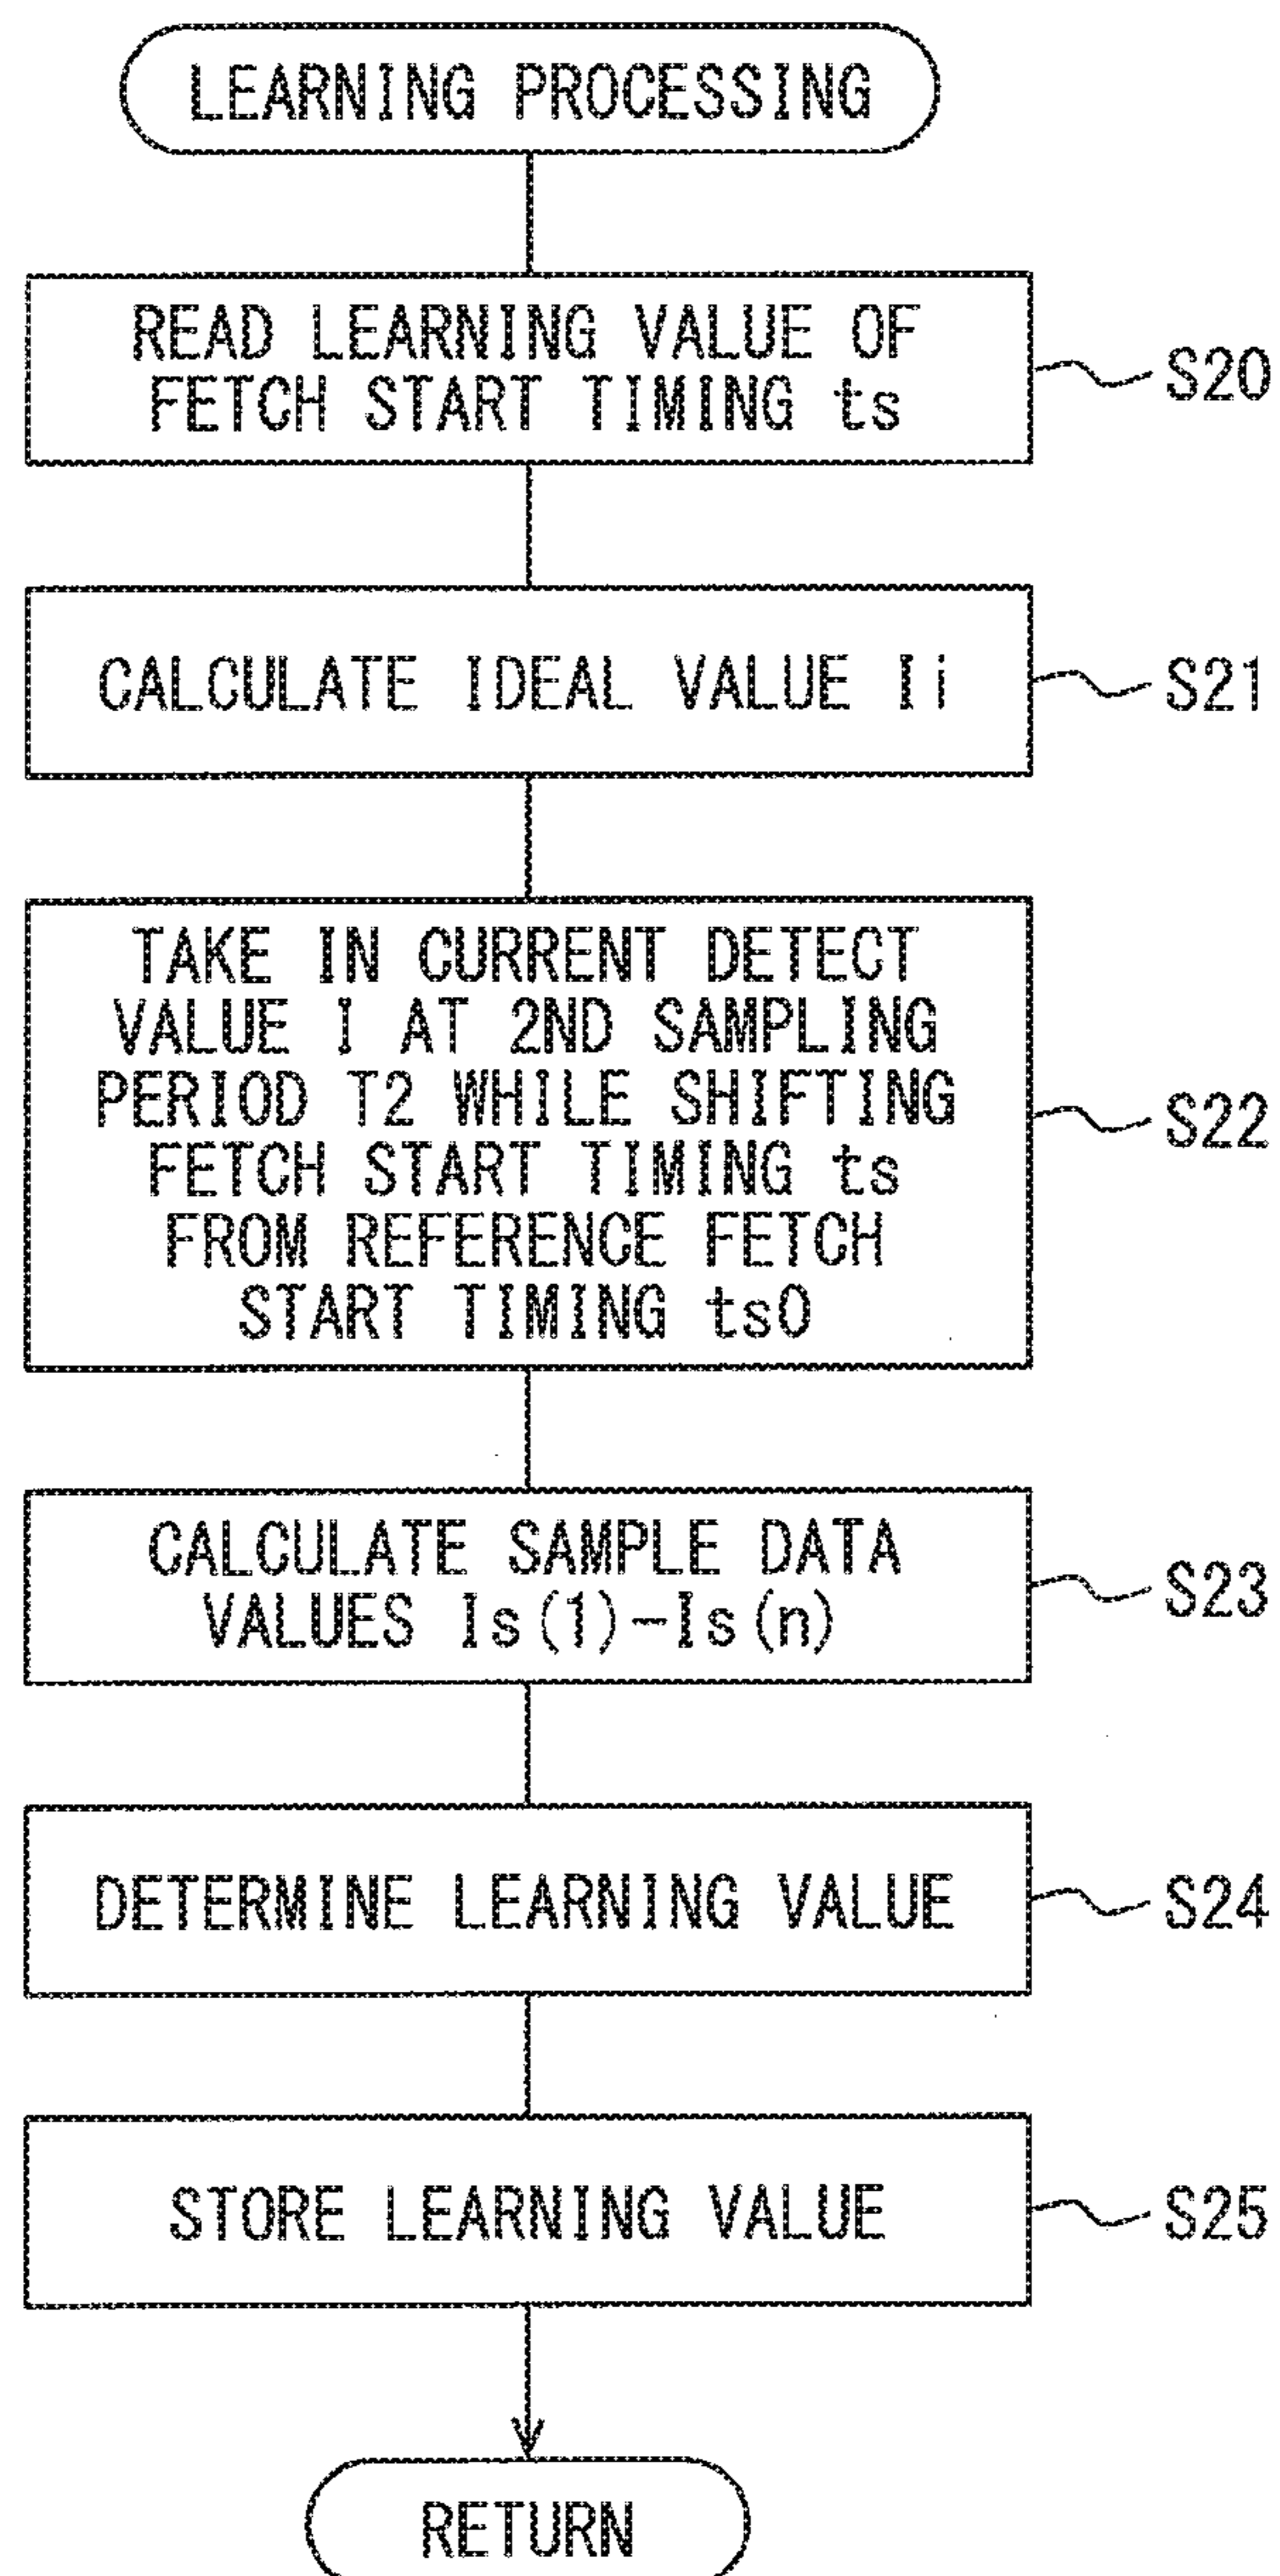 LEARNING PROCESSING
READ LEARNING VALUE OF
FETCH START TIMING ts
S20
CALCULATE IDEAL VALUE Ii
S21
TAKE IN CURRENT DETECT
VALUE I AT 2ND SAMPLING
PERIOD T2 WHILE SHIFTING
FETCH START TIMING ts
FROM REFERENCE FETCH
START TIMING ts0
S22
CALCULATE SAMPLE DATA
VALUES Is(1)-Is(n)
S23
DETERMINE LEARNING VALUE
S24
STORE LEARNING VALUE
S25
RETURN